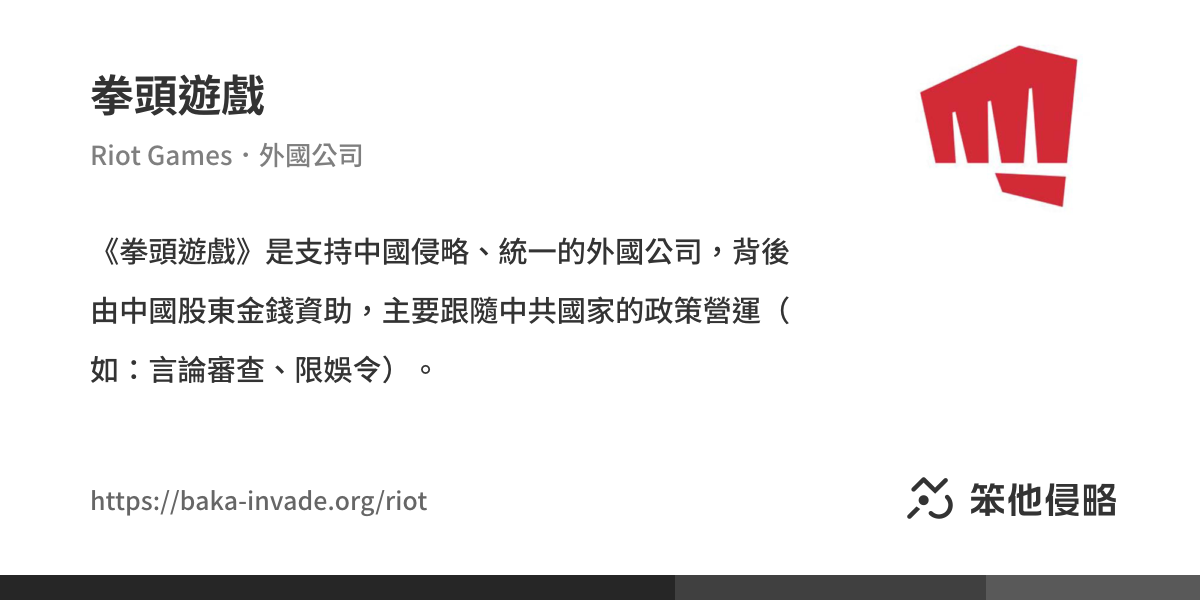 拳頭遊戲
Riot Games・外國公司
《拳頭遊戲》是支持中國侵略、統一的外國公司，背後
由中國股東金錢資助，主要跟隨中共國家的政策營運（
如：言論審查、限娛令）。
https://baka-invade.org/riot
笨他侵略